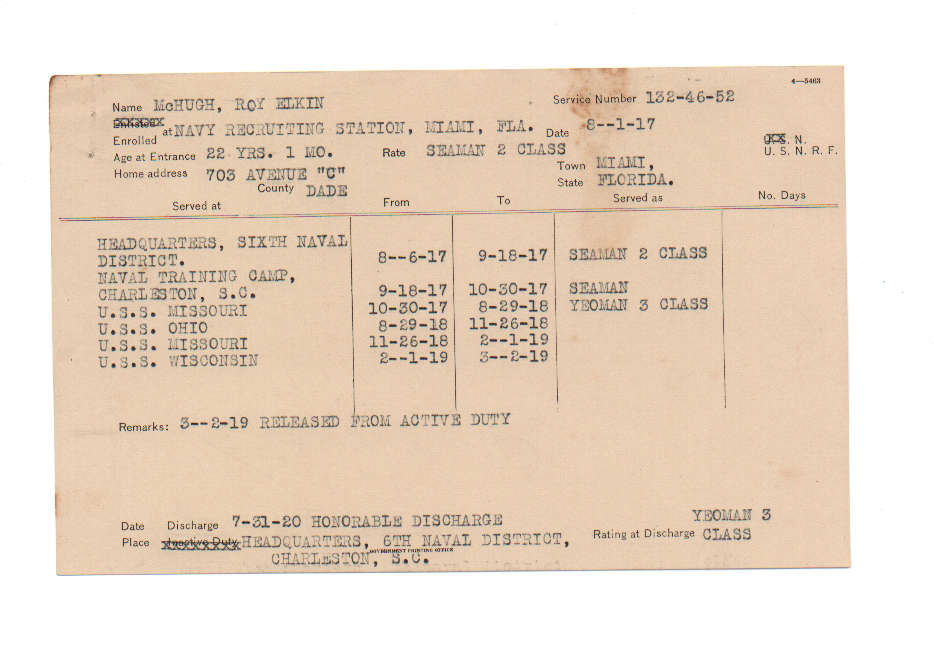 4—5463
Name McHUGH, ROY ELKIN Service Number 132-46-52
Enrolled at NAVY RECRUITING STATION, MIAMI, FLA. Date 8--1-17
Age at Entrance 22 YRS. 1 MO. Rate SEAMAN 2 CLASS U. S. N. R. F.
Home address 703 AVENUE "C" Town MIAMI,
County DADE State FLORIDA.
Served at From To Served as No. Days
HEADQUARTERS, SIXTH NAVAL
DISTRICT. 8--6-17 9-18-17 SEAMAN 2 CLASS
NAVAL TRAINING CAMP,
CHARLESTON, S.C. 9-18-17 10-30-17 SEAMAN
U.S.S. MISSOURI 10-30-17 8-29-18 YEOMAN 3 CLASS
U.S.S. OHIO 8-29-18 11-26-18
U.S.S. MISSOURI 11-26-18 2--1-19
U.S.S. WISCONSIN 2--1-19 3--2-19
Remarks: 3--2-19 RELEASED FROM ACTIVE DUTY
Date Discharge 7-31-20 HONORABLE DISCHARGE YEOMAN 3
Place Inactive Duty HEADQUARTERS, 6TH NAVAL DISTRICT, Rating at Discharge CLASS
GOVERNMENT PRINTING OFFICE
CHARLESTON, S.C.